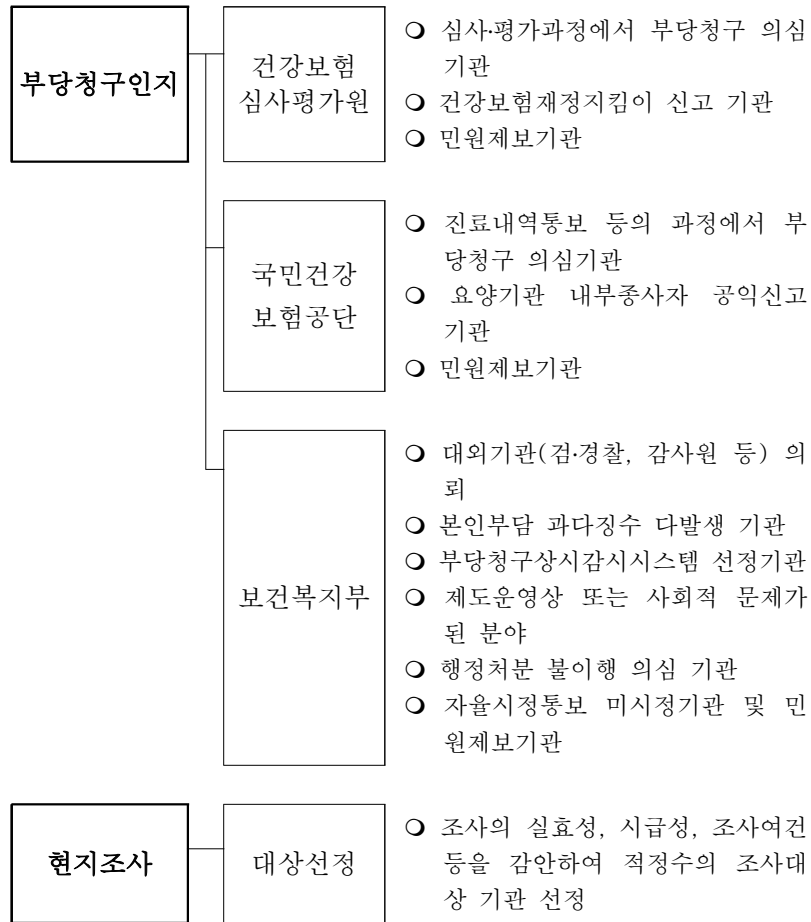 부당청구인지
건강보험
심사평가원
❍ 심사·평가과정에서 부당청구 의심
기관
❍ 건강보험재정지킴이 신고 기관
❍ 민원제보기관
국민건강
보험공단
❍ 진료내역통보 등의 과정에서 부
당청구 의심기관
❍ 요양기관 내부종사자 공익신고
기관
❍ 민원제보기관
보건복지부
❍ 대외기관(검·경찰, 감사원 등) 의
뢰
❍ 본인부담 과다징수 다발생 기관
❍ 부당청구상시감시시스템 선정기관
❍ 제도운영상 또는 사회적 문제가
된 분야
❍ 행정처분 불이행 의심 기관
❍ 자율시정통보 미시정기관 및 민
원제보기관
현지조사
대상선정
❍ 조사의 실효성, 시급성, 조사여건
등을 감안하여 적정수의 조사대
상 기관 선정